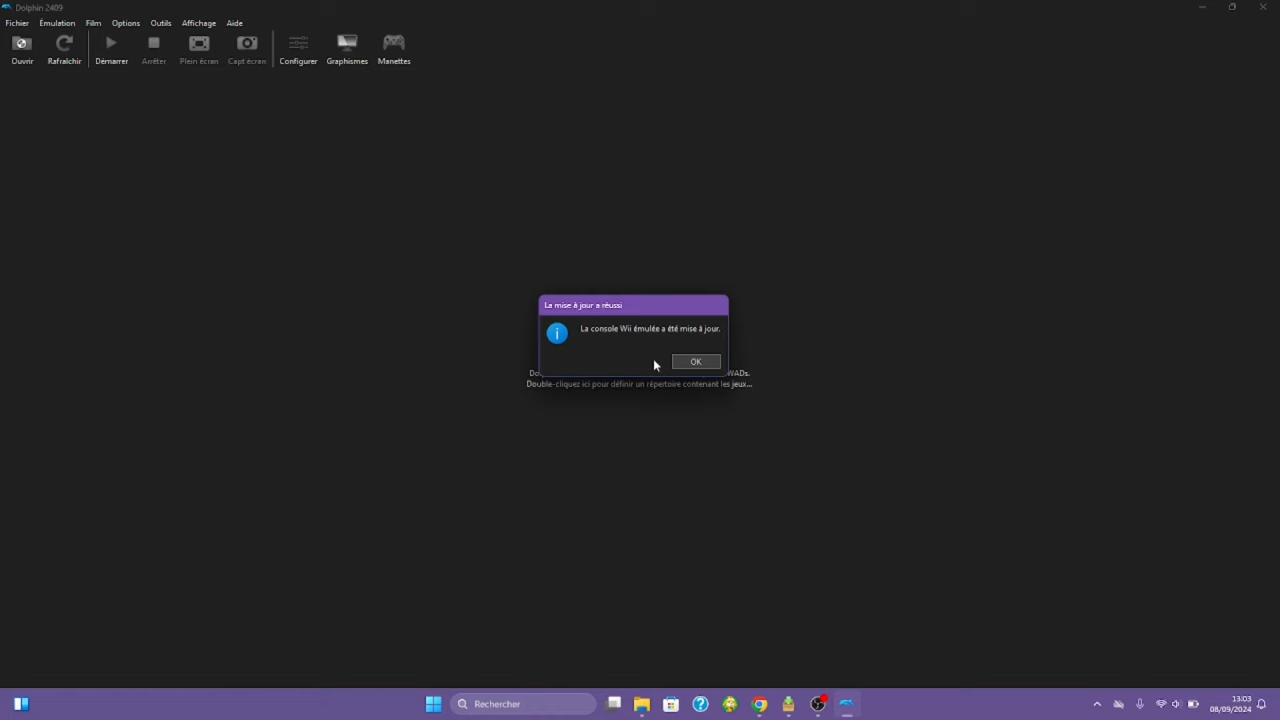 Dolphin 2409
Fichier Émulation Film Options Outils Affichage Aide
Ouvrir Rafraîchir Démarrer Arrêter Plein écran Capt écran Configurer Graphismes Manettes
La mise à jour a réussi
La console Wii émulée a été mise à jour.
OK
WADs.
Double-cliquez ici pour définir un répertoire contenant les jeux...
Rechercher
13:03
08/09/2024